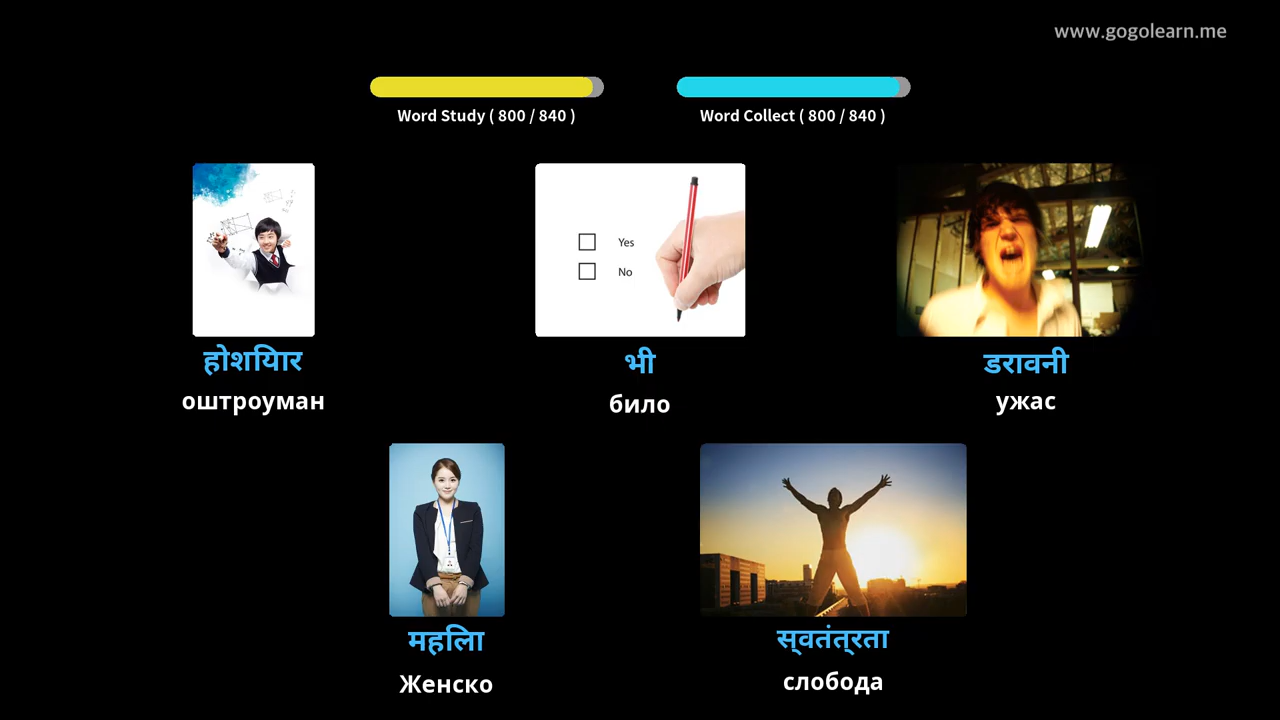 www.gogolearn.me
Word Study ( 800 / 840 )
Word Collect ( 800 / 840 )
Yes
No
होशियार
भी
डरावनी
оштроуман
било
ужас
महिला
स्वतंत्रता
Женско
слобода